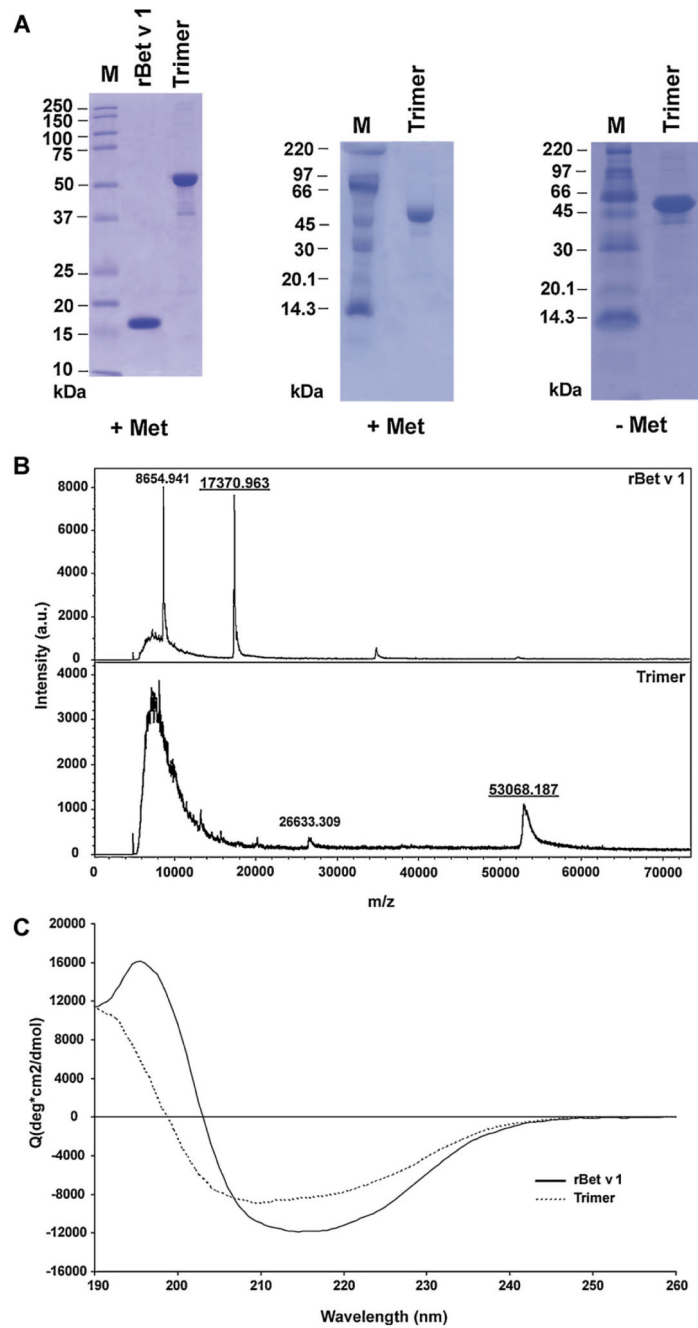 A
M
rBet v 1
Trimer
250
150
100
75
50
37
25
20
15
10
kDa
+ Met
M
Trimer
220
97
66
45
30
20.1
14.3
kDa
+ Met
M
Trimer
220
97
66
45
30
20.1
14.3
kDa
- Met
B
8654.941
17370.963
rBet v 1
8000
6000
4000
2000
0
Intensity (a.u.)
Trimer
4000
3000
2000
1000
0
26633.309
53068.187
0 10000 20000 30000 40000 50000 60000 70000
m/z
C
20000
16000
12000
8000
4000
0
-4000
-8000
-12000
-16000
Q(deg*cm2/dmol)
rBet v 1
Trimer
190 200 210 220 230 240 250 260
Wavelength (nm)